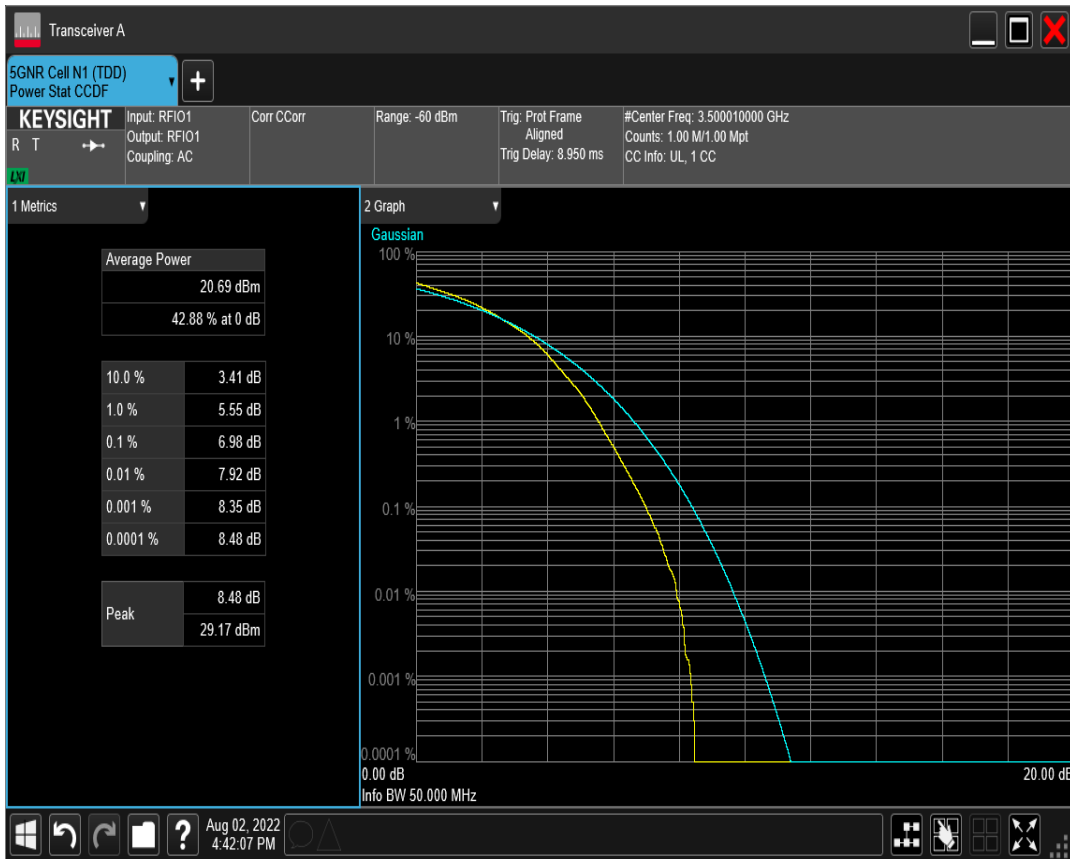 Transceiver A
5GNR Cell N1 (TDD)
Power Stat CCDF
+
KEYSIGHT
R T
LXI
Input: RFIO1
Output: RFIO1
Coupling: AC
Corr CCorr
Range: -60 dBm
Trig: Prot Frame
Aligned
Trig Delay: 8.950 ms
#Center Freq: 3.500010000 GHz
Counts: 1.00 M/1.00 Mpt
CC Info: UL, 1 CC
1 Metrics
Average Power
20.69 dBm
42.88 % at 0 dB
10.0 % 3.41 dB
1.0 % 5.55 dB
0.1 % 6.98 dB
0.01 % 7.92 dB
0.001 % 8.35 dB
0.0001 % 8.48 dB
Peak
8.48 dB
29.17 dBm
2 Graph
Gaussian
100 %
10 %
1 %
0.1 %
0.01 %
0.001 %
0.0001 %
0.00 dB 20.00 dB
Info BW 50.000 MHz
?
Aug 02, 2022
4:42:07 PM